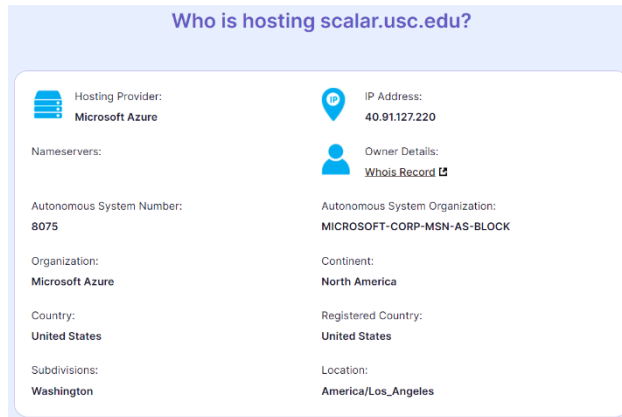 Who is hosting scalar.usc.edu?
Hosting Provider:
Microsoft Azure
IP
IP Address:
40.91.127.220
Nameservers:
Owner Details:
Whois Record
Autonomous System Number:
8075
Autonomous System Organization:
MICROSOFT-CORP-MSN-AS-BLOCK
Organization:
Microsoft Azure
Continent:
North America
Country:
United States
Registered Country:
United States
Subdivisions:
Washington
Location:
America/Los_Angeles